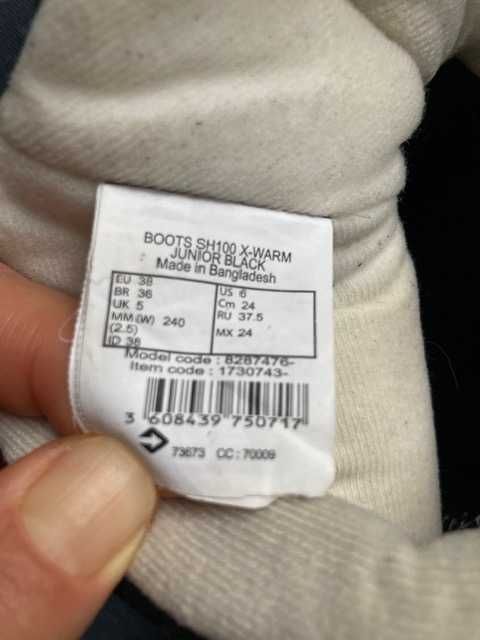 BOOTS SH100 X-WARM
JUNIOR BLACK
Made in Bangladesh
EU 38
BR 36
UK 5
MM (W) 240
(2.5)
ID 38
US 6
Cm 24
RU 37.5
MX 24
Model code : 8287476-
Item code : 1730743-
3 608439 750717
73673 CC : 70009